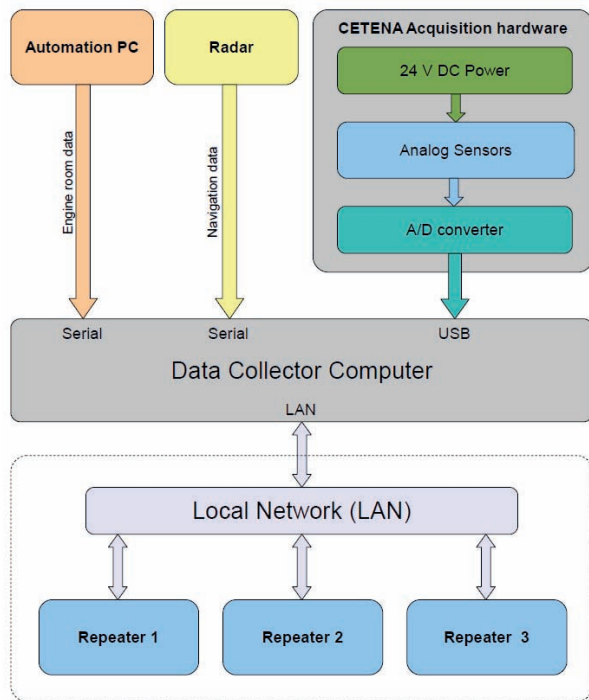 Automation PC
Radar
CETENA Acquisition hardware
24 V DC Power
Analog Sensors
A/D converter
Engine room data
Navigation data
Serial
Serial
USB
Data Collector Computer
LAN
Local Network (LAN)
Repeater 1
Repeater 2
Repeater 3